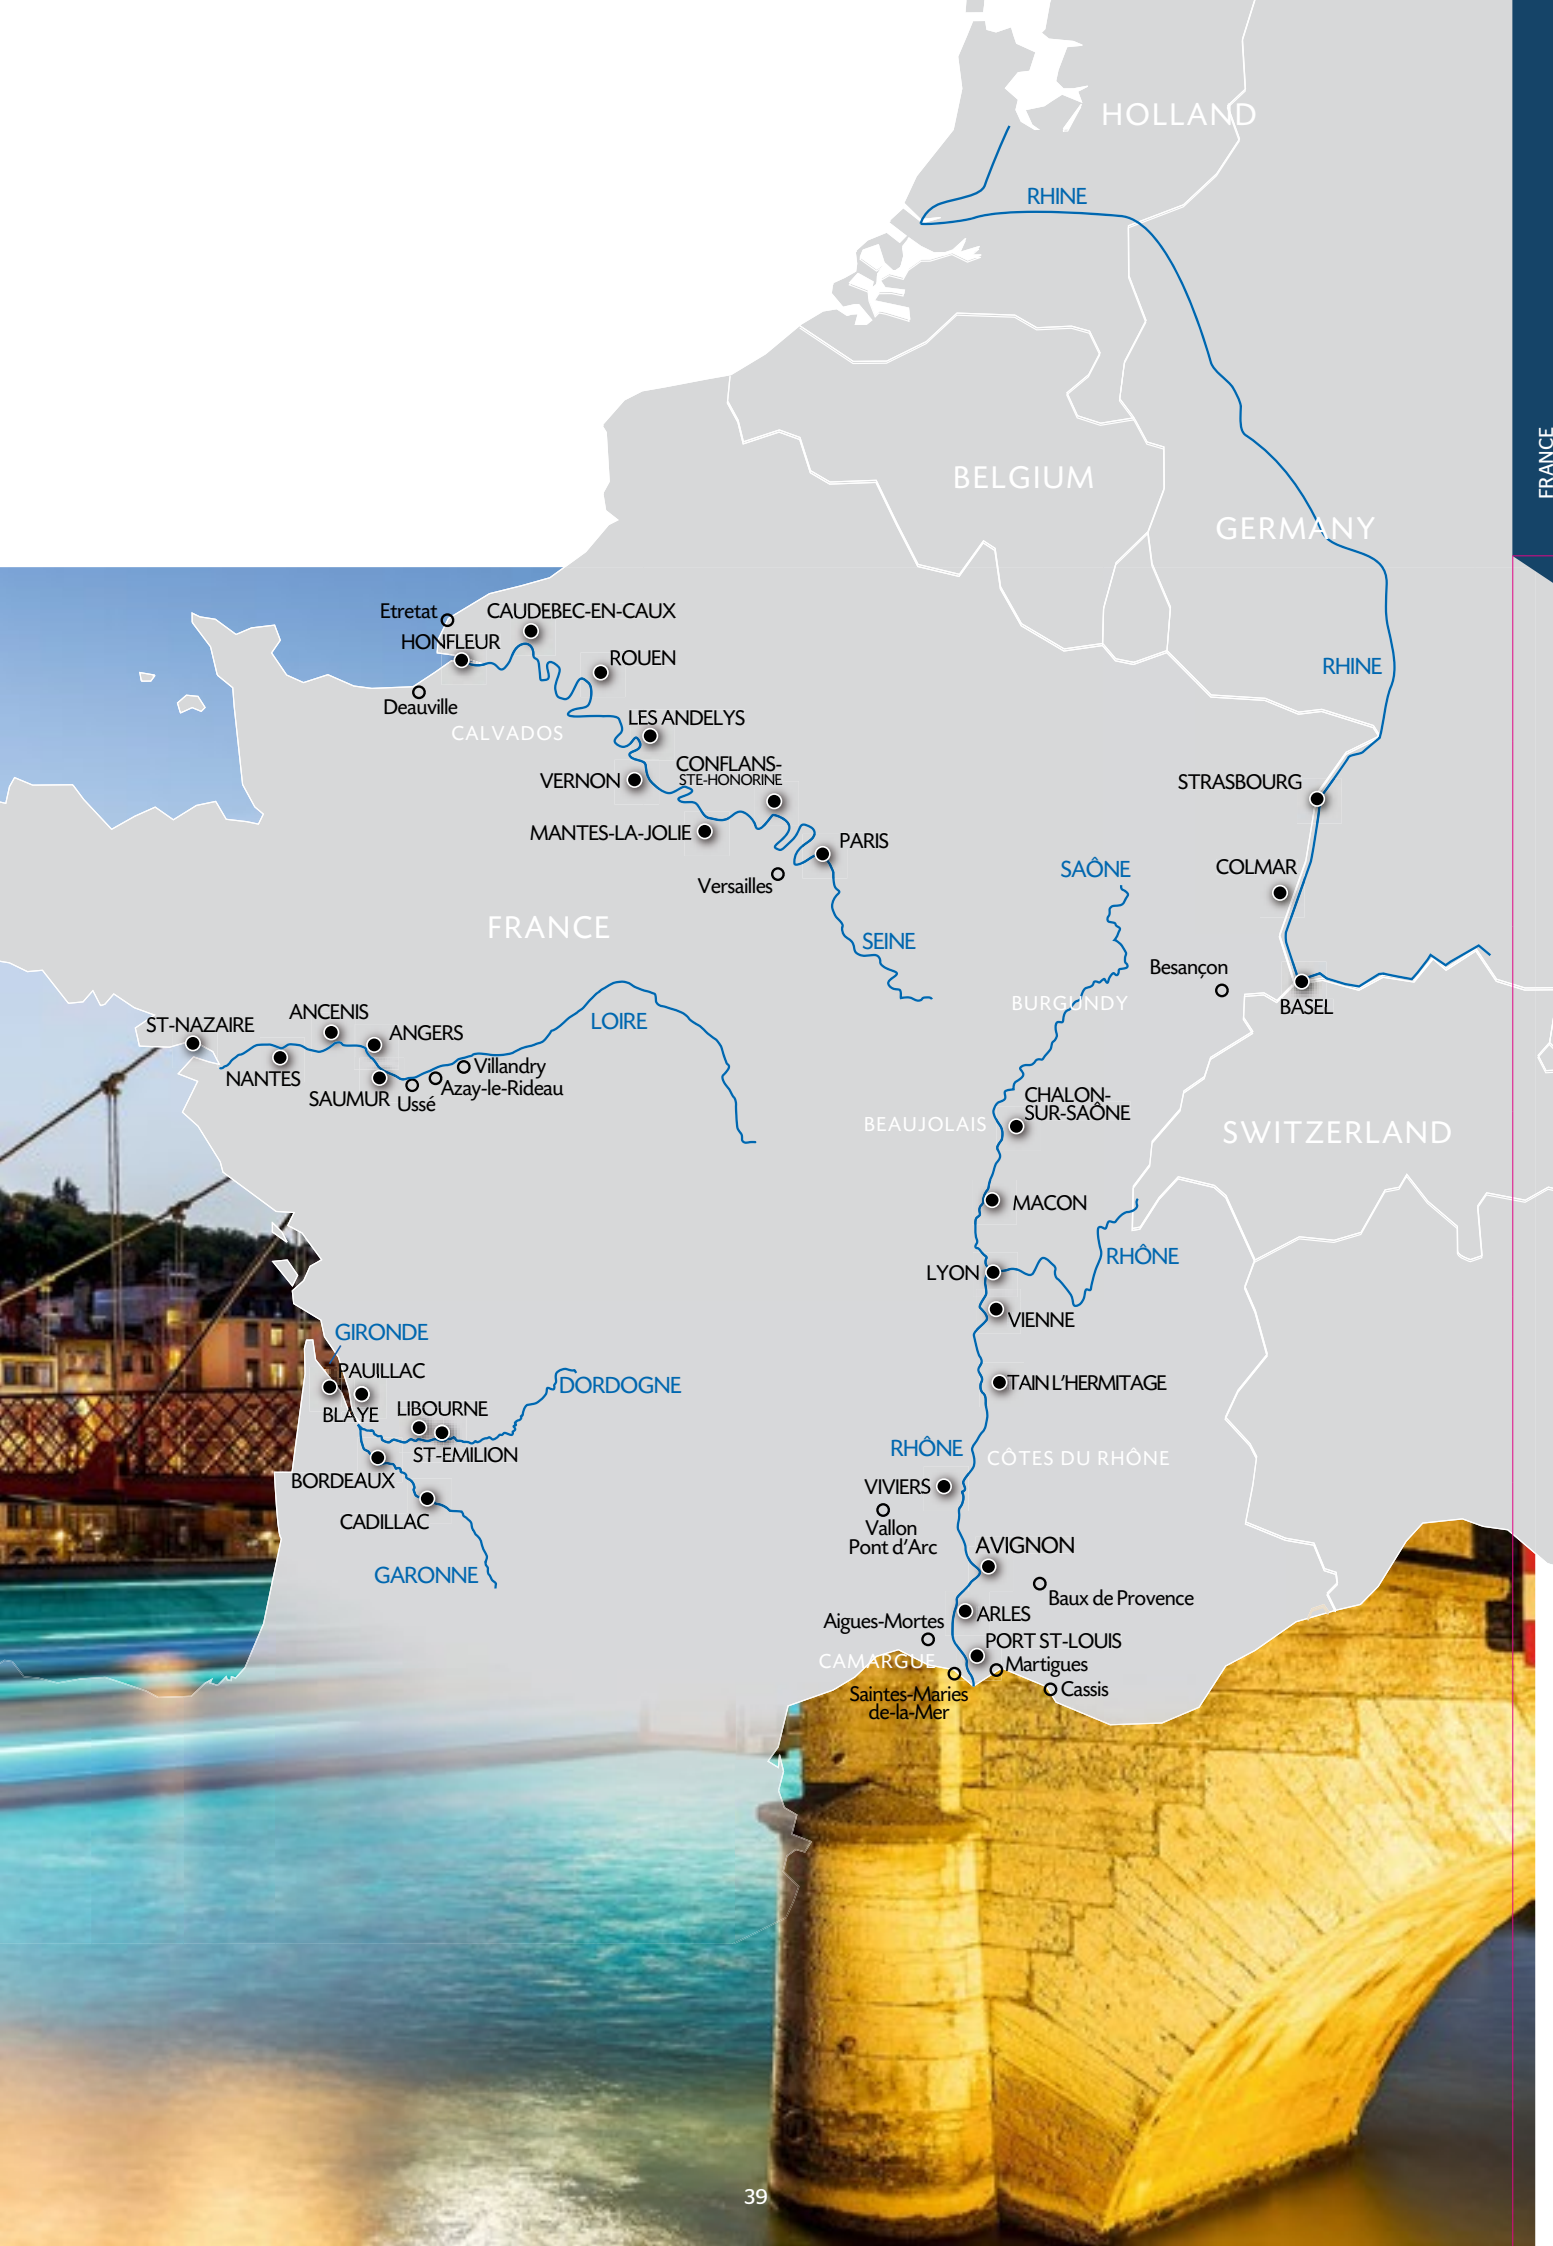 HOLLAND
RHINE
FRANCE
BELGIUM
GERMANY
Etretat
CAUDEBEC-EN-CAUX
HONFLEUR
ROUEN
RHINE
Deauville
LES ANDELYS
CALVADOS
CONFLANS-
STE-HONORINE
VERNON
STRASBOURG
MANTES-LA-JOLIE
PARIS
SAÔNE
COLMAR
Versailles
FRANCE
SEINE
Besançon
BURGUNDY
BASEL
ANCENIS
ST-NAZAIRE
ANGERS
LOIRE
Villandry
NANTES
Azay-le-Rideau
SAUMUR
Ussé
CHALON-
SUR-SAÔNE
BEAUJOLAIS
SWITZERLAND
MACON
RHÔNE
LYON
VIENNE
GIRONDE
PAUILLAC
DORDOGNE
TAIN L'HERMITAGE
LIBOURNE
BLAYE
RHÔNE
ST-EMILION
CÔTES DU RHÔNE
BORDEAUX
VIVIERS
CADILLAC
Vallon
Pont d'Arc
AVIGNON
GARONNE
Baux de Provence
Aigues-Mortes
ARLES
PORT ST-LOUIS
CAMARGUE
Martigues
Cassis
Saintes-Maries
de-la-Mer
39